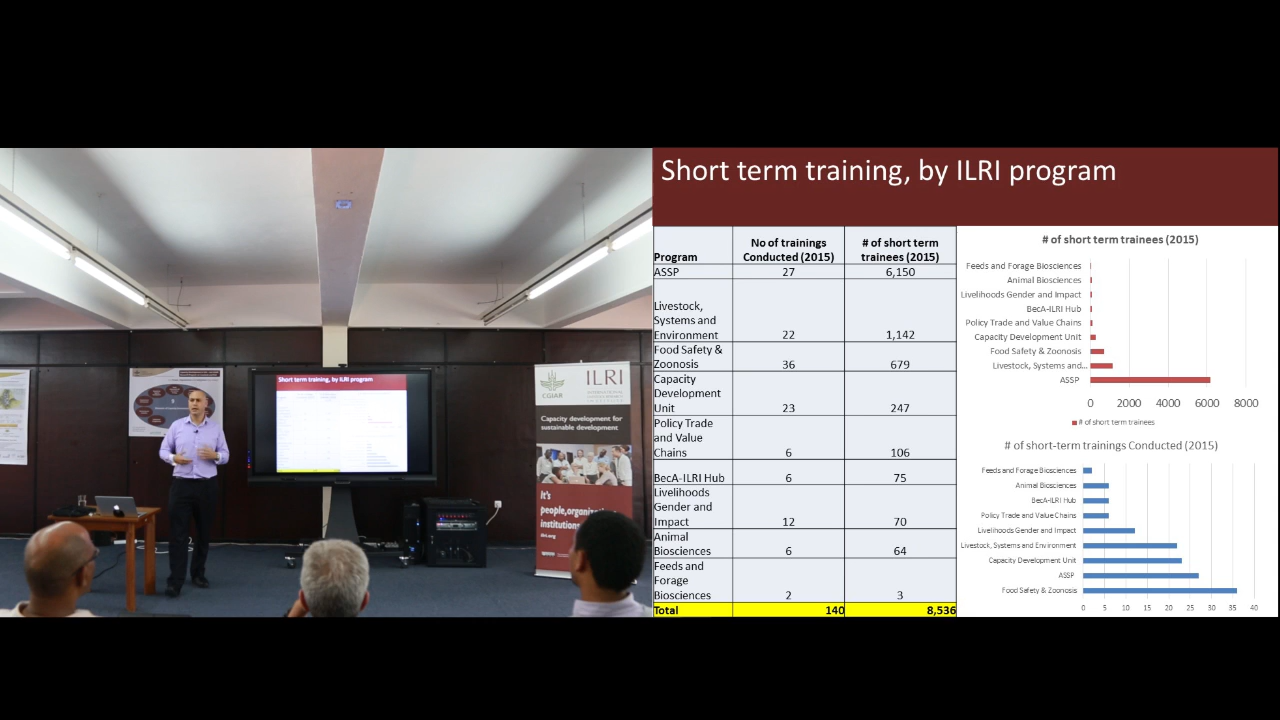 Short term training, by ILRI program
CGIAR
ILRI
Capacity development for
sustainable development
It's
people,organiz
institution
ilri.org
Short term training, by ILRI program
Program
No of trainings
Conducted (2015)
# of short term
trainees (2015)
ASSP 27 6,150
Livestock,
Systems and
Environment 22 1,142
Food Safety &
Zoonosis 36 679
Capacity
Development
Unit 23 247
Policy Trade
and Value
Chains 6 106
BecA-ILRI Hub 6 75
Livelihoods
Gender and
Impact 12 70
Animal
Biosciences 6 64
Feeds and
Forage
Biosciences 2 3
Total 140 8,536
# of short term trainees (2015)
Feeds and Forage Biosciences
Animal Biosciences
Livelihoods Gender and Impact
BecA-ILRI Hub
Policy Trade and Value Chains
Capacity Development Unit
Food Safety & Zoonosis
Livestock, Systems and...
ASSP
0 2000 4000 6000 8000
# of short term trainees
# of short-term trainings Conducted (2015)
Feeds and Forage Biosciences
Animal Biosciences
BecA-ILRI Hub
Policy Trade and Value Chains
Livelihoods Gender and Impact
Livestock, Systems and Environment
Capacity Development Unit
ASSP
Food Safety & Zoonosis
0 5 10 15 20 25 30 35 40